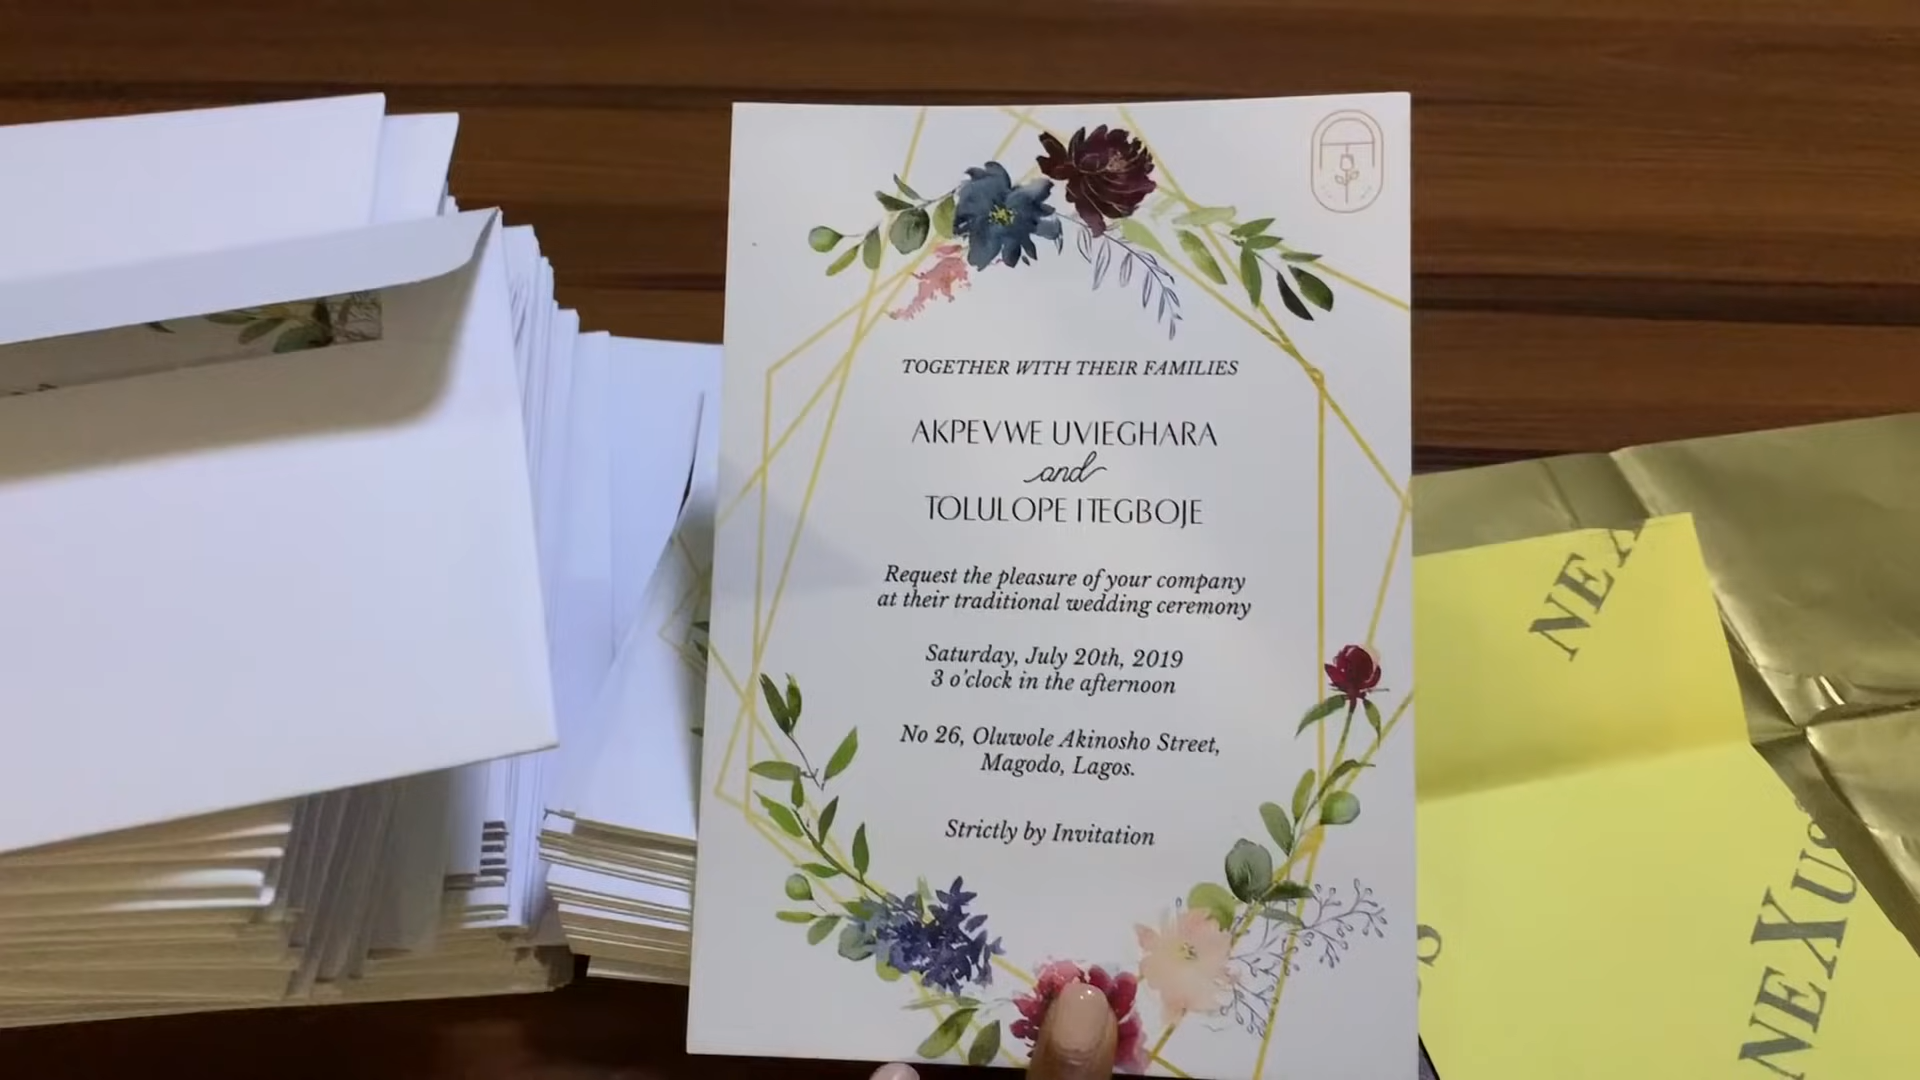 TOGETHER WITH THEIR FAMILIES
AKPEVWE UVIEGHARA
and
TOLULOPE ITEGBOJE
Request the pleasure of your company
at their traditional wedding ceremony
Saturday, July 20th, 2019
3 o'clock in the afternoon
No 26, Oluwole Akinosho Street,
Magodo, Lagos.
Strictly by Invitation